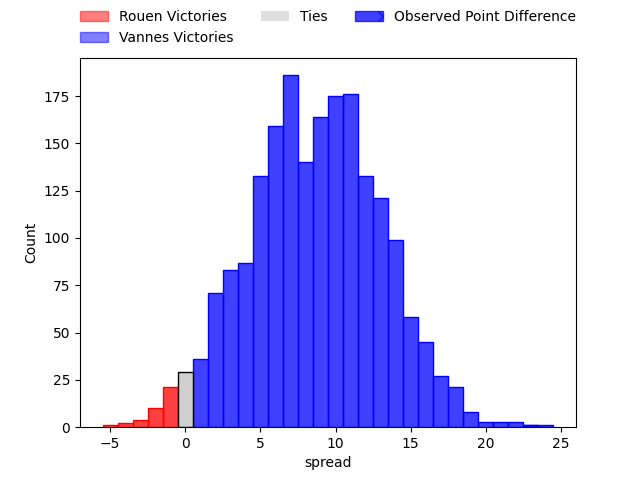 Rouen Victories
Vannes Victories
Ties
Observed Point Difference
175
150
125
100
75
50
25
0
Count
−5
0
5
10
15
20
25
spread